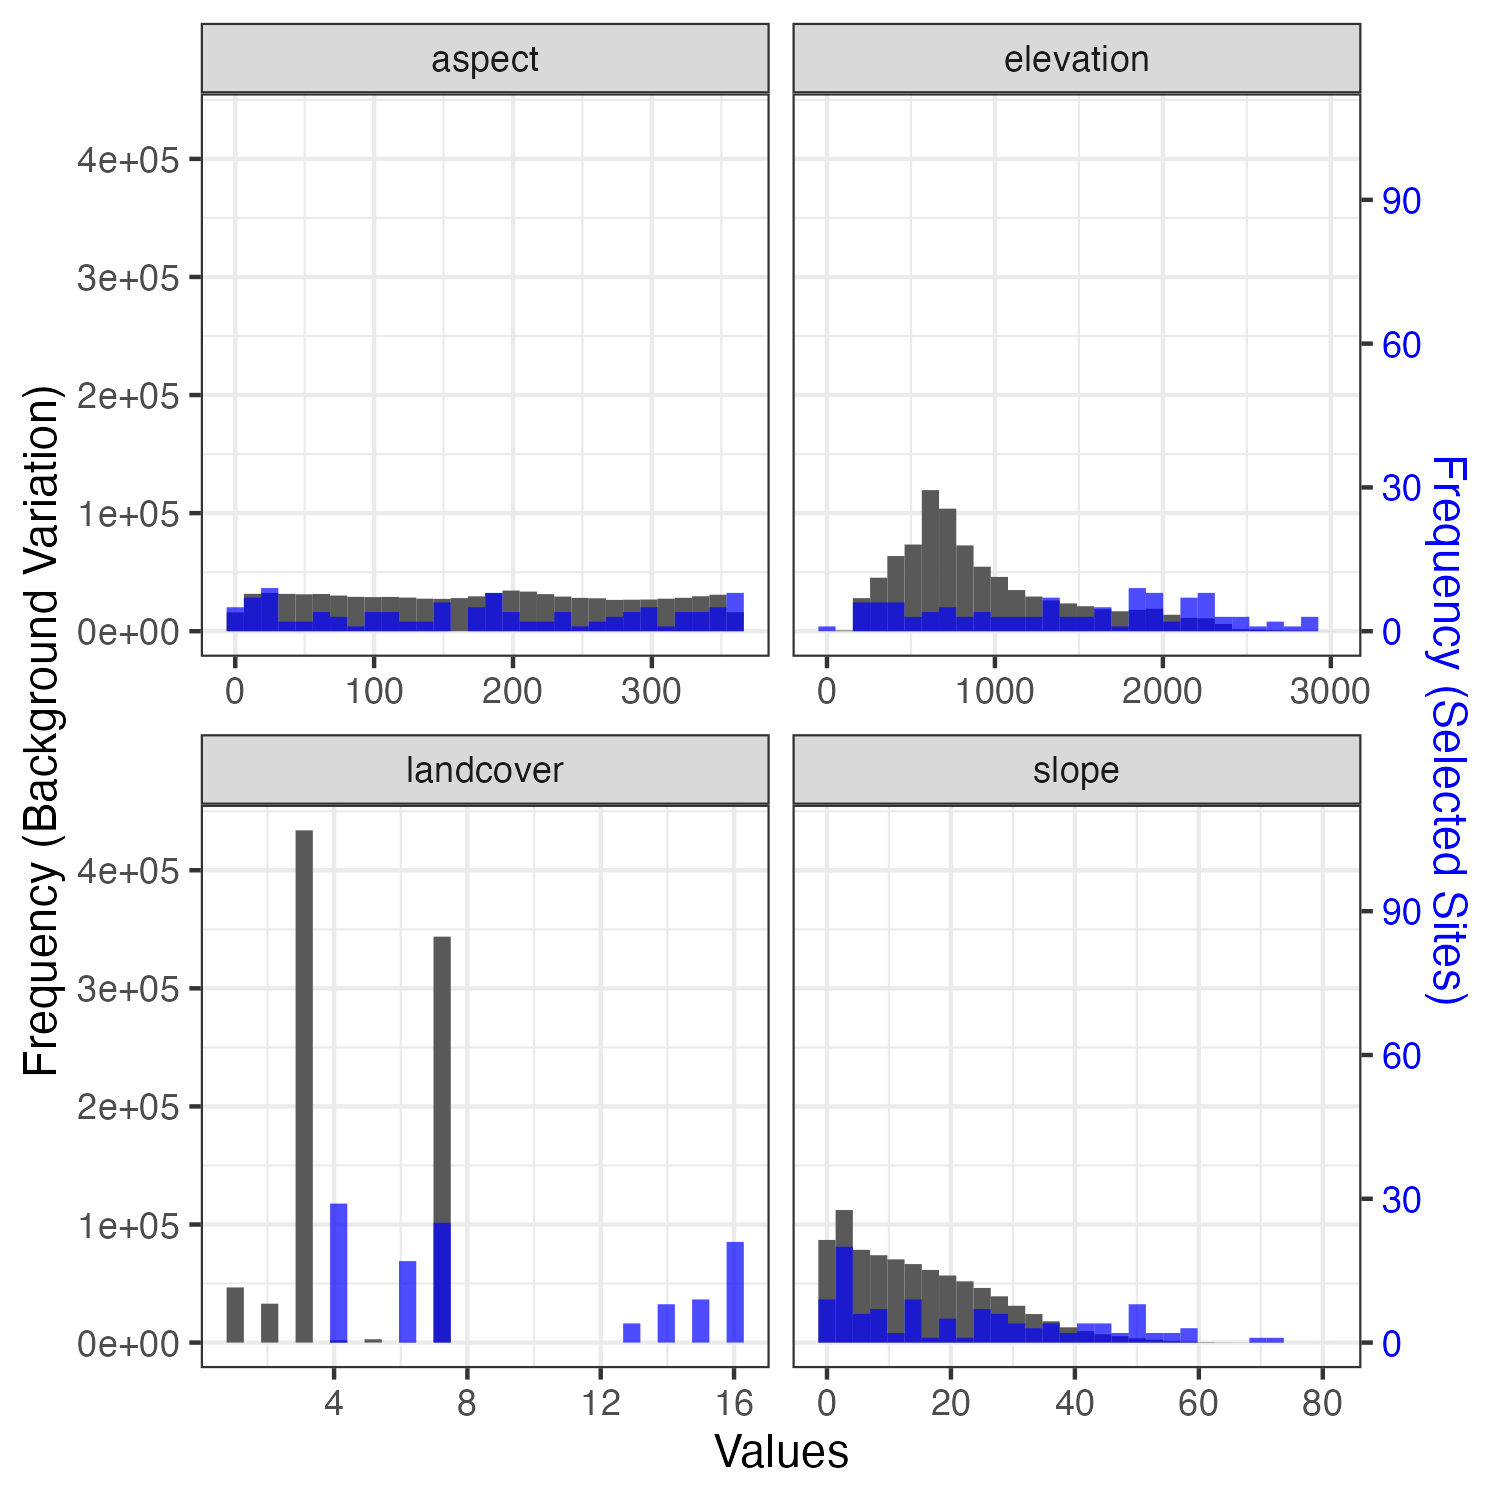 aspect
elevation
4e+05
3e+05
2e+05
1e+05
0e+00
90
60
30
0
0 100 200 300
0 1000 2000 3000
landcover
slope
4e+05
3e+05
2e+05
1e+05
0e+00
90
60
30
0
4 8 12 16
0 20 40 60 80
Values
Frequency (Background Variation)
Frequency (Selected Sites)